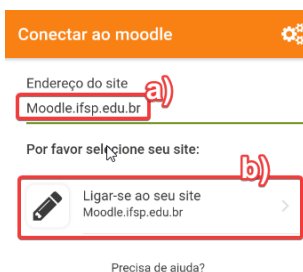 Conectar ao moodle
Endereço do site
a)
Moodle.ifsp.edu.br
Por favor selecione seu site:
b)
Ligar-se ao seu site
Moodle.ifsp.edu.br
Precisa de ajuda?